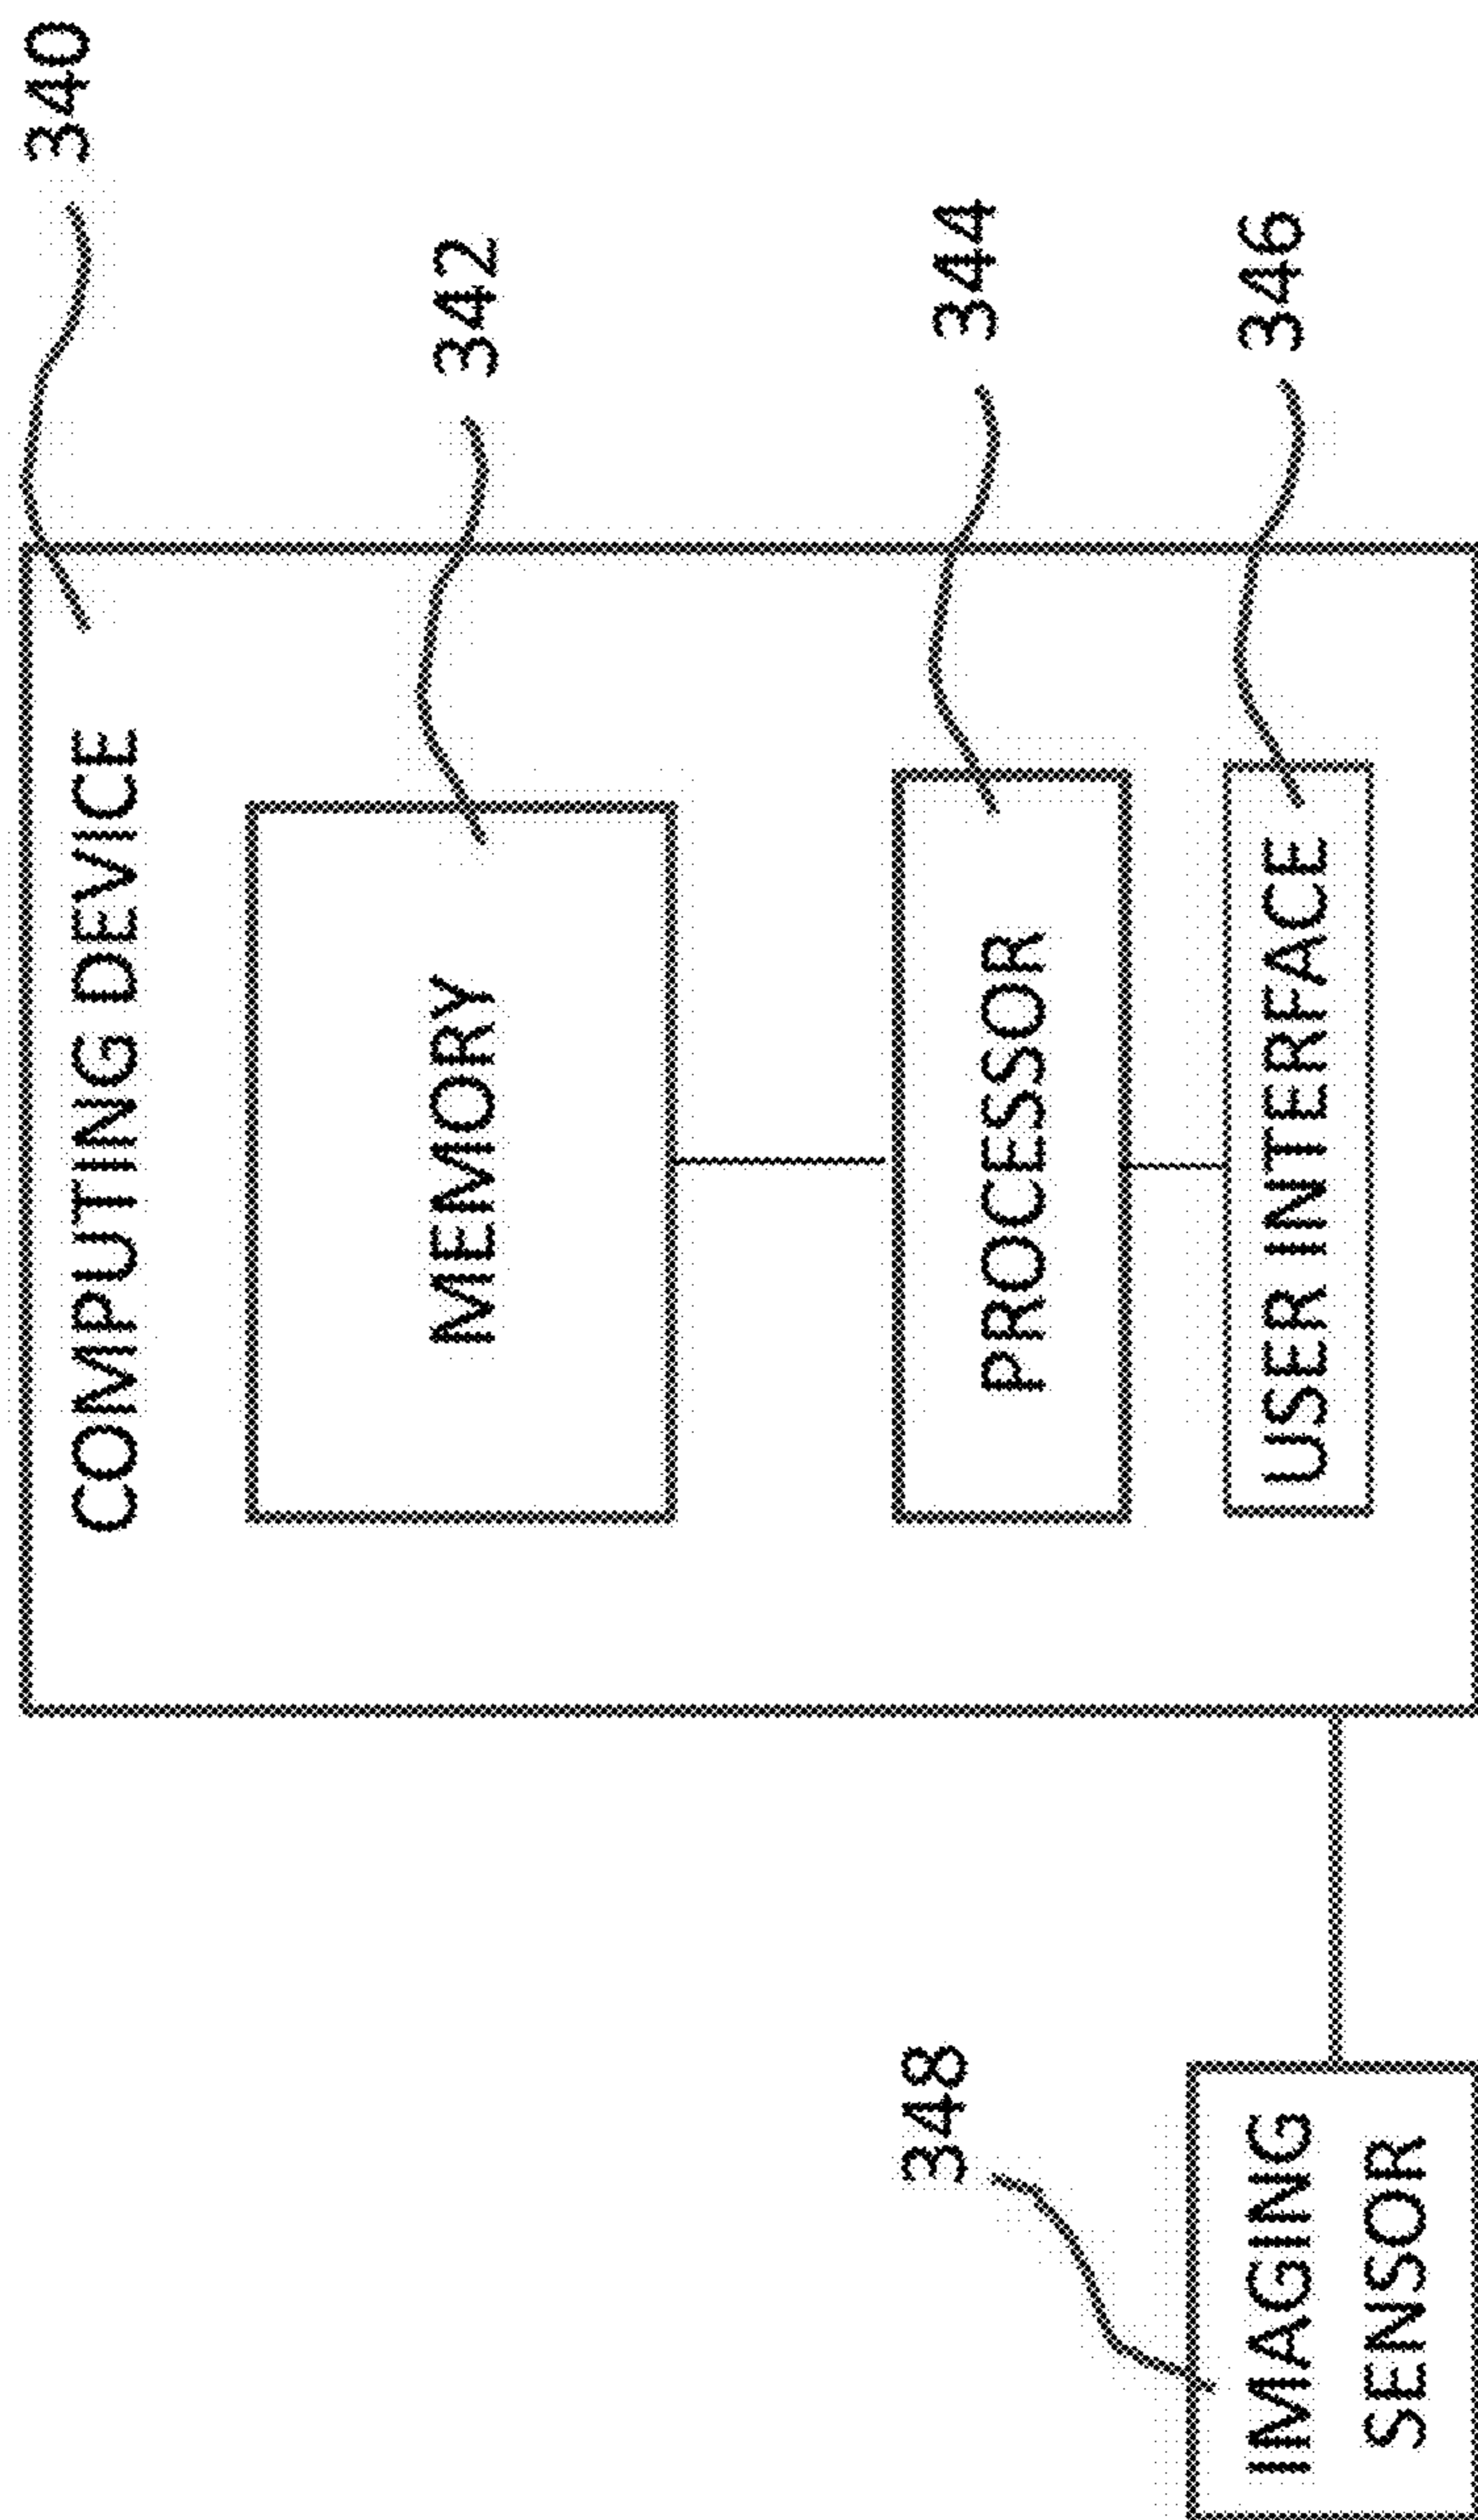 COMPUTING DEVICE
340
MEMORY
342
348
PROCESSOR
344
IMAGING
SENSOR
USER INTERFACE
346